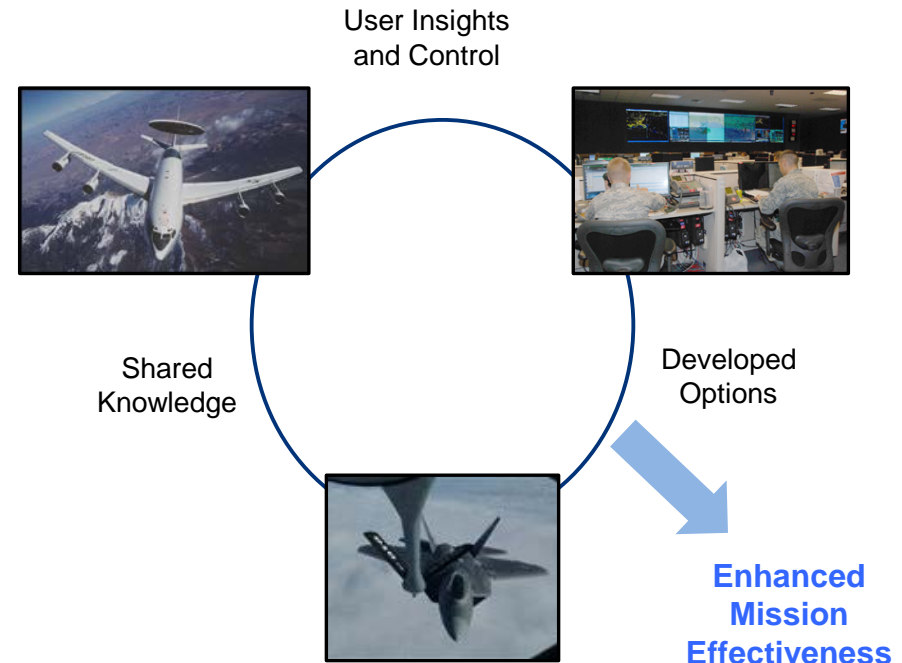 User Insights
and Control
Shared
Knowledge
Developed
Options
Enhanced
Mission
Effectiveness